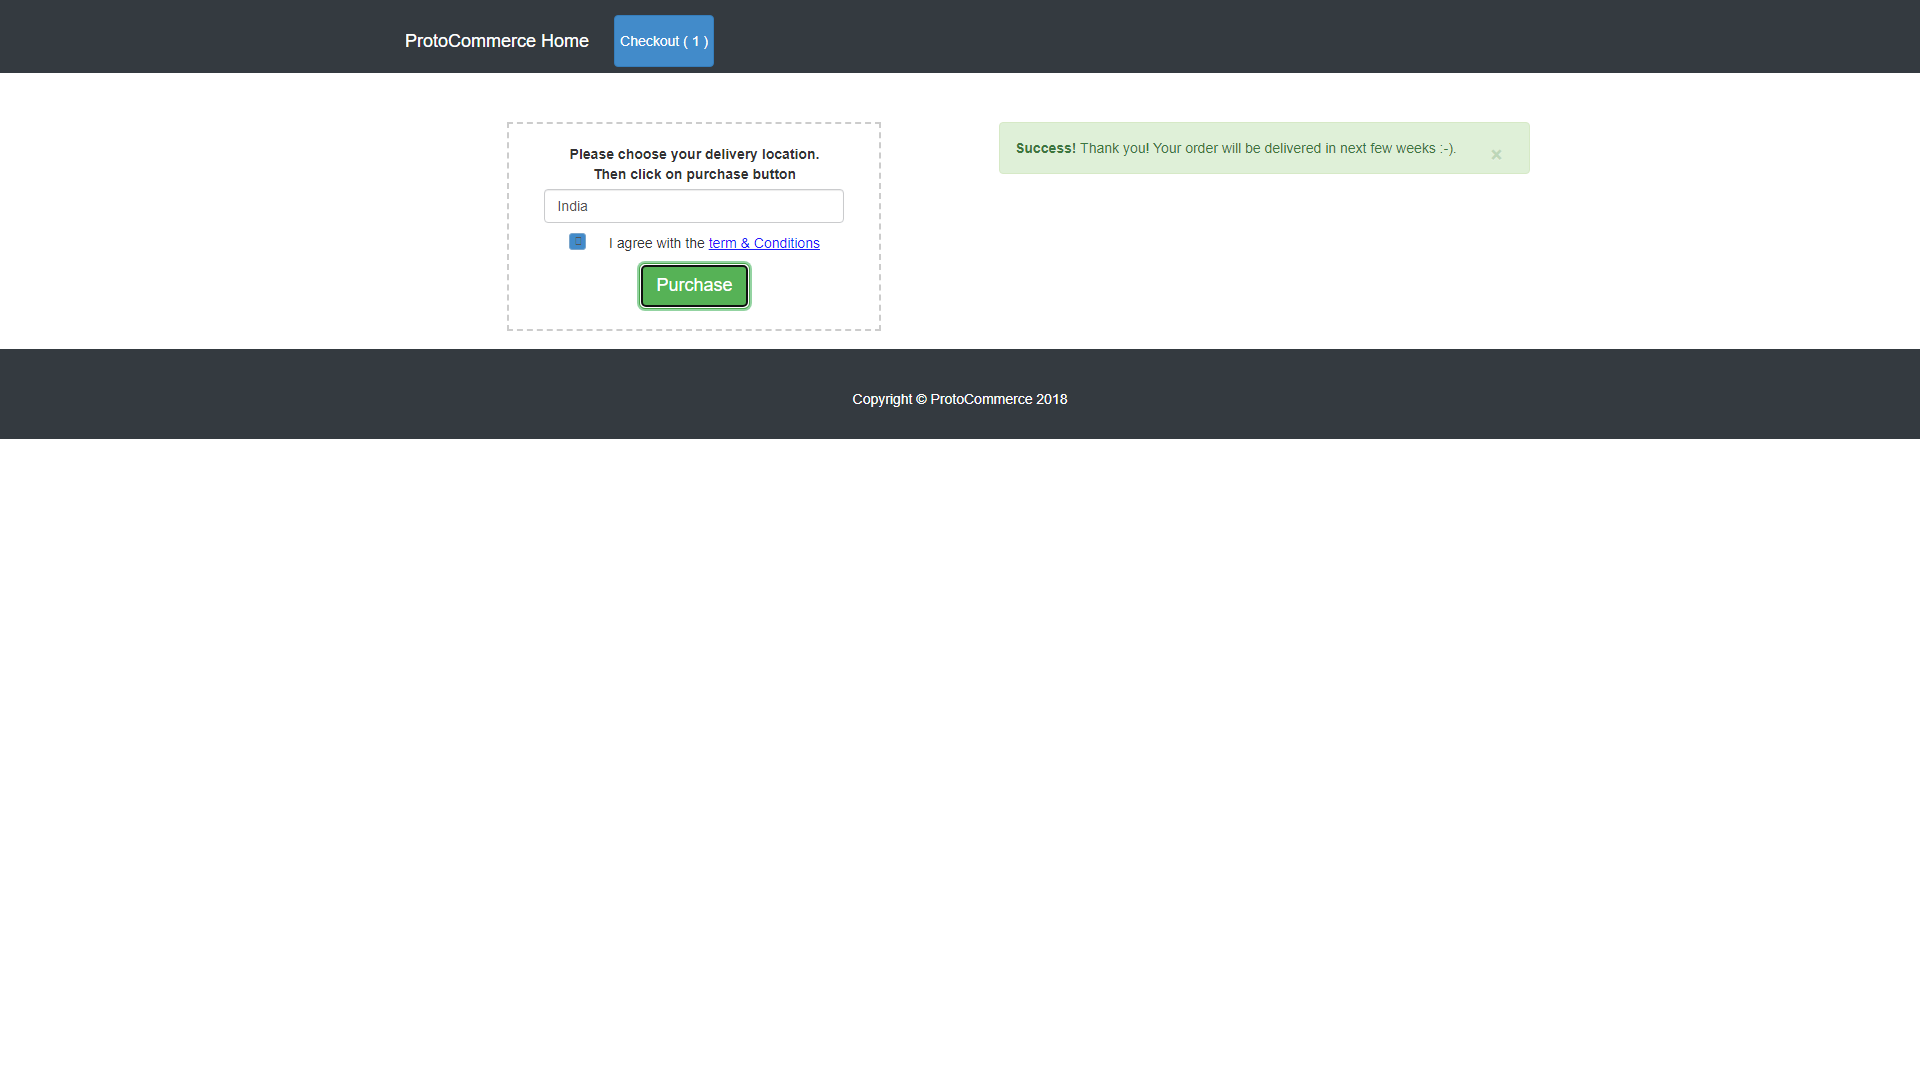 ProtoCommerce Home
Checkout ( 1 )
Please choose your delivery location.
Then click on purchase button
India
I agree with the term & Conditions
Purchase
Success! Thank you! Your order will be delivered in next few weeks :-).
×
Copyright © ProtoCommerce 2018